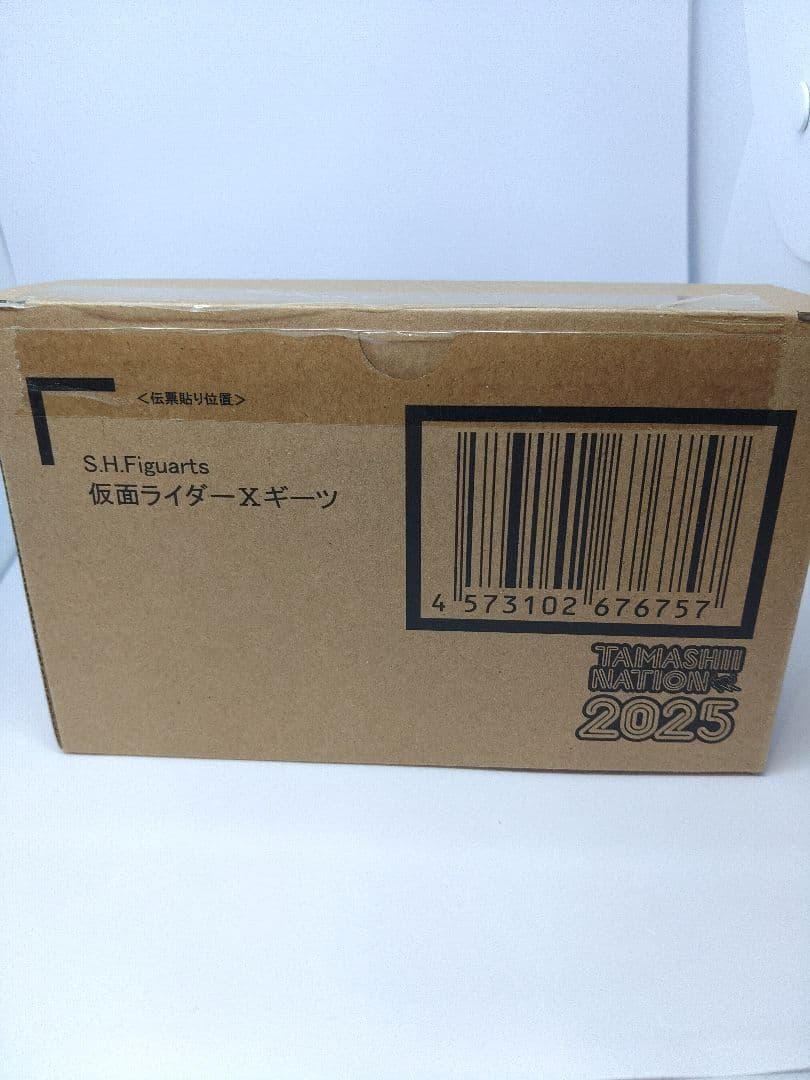 ＜伝票貼り位置＞
S.H.Figuarts
仮面ライダーXギーツ
4 573102 676757
TAMASHII
NATION
2025